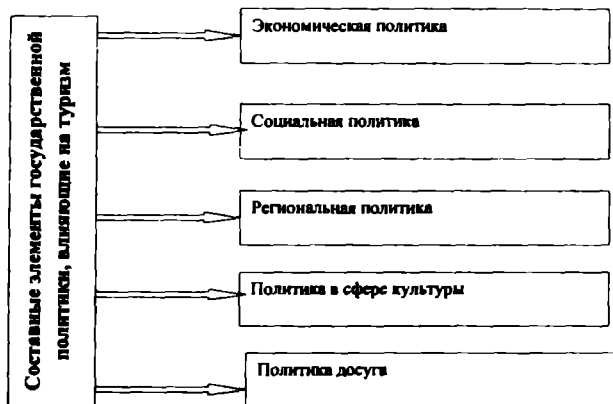 Составные элементы государственной
политики, влияющие на туризм
Экономическая политика
Социальная политика
Региональная политика
Политика в сфере культуры
Политика досуга